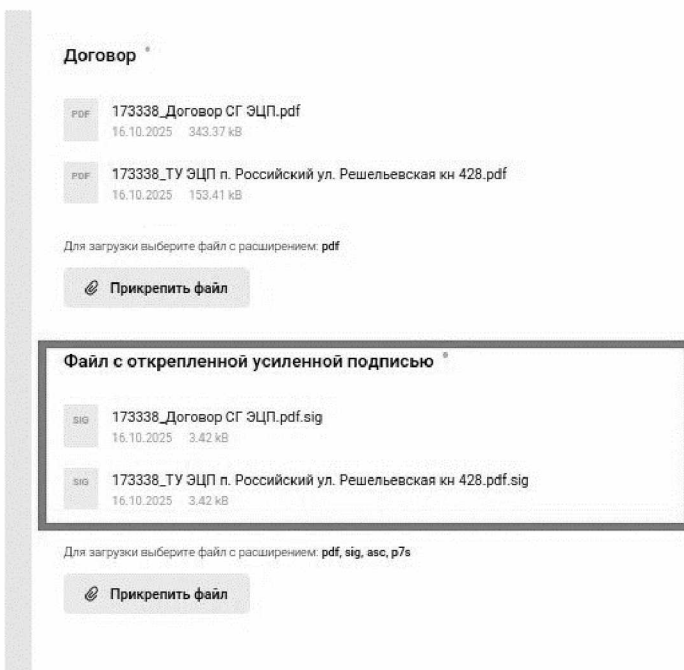 Договор *
PDF
173338_Договор СГ ЭЦП.pdf
16.10.2025 343.37 kB
PDF
173338_ТУ ЭЦП п. Российский ул. Решельевская кн 428.pdf
16.10.2025 153.41 kB
Для загрузки выберите файл с расширением: pdf
Прикрепить файл
Файл с открепленной усиленной подписью *
SIG
173338_Договор СГ ЭЦП.pdf.sig
16.10.2025 3.42 kB
SIG
173338_ТУ ЭЦП п. Российский ул. Решельевская кн 428.pdf.sig
16.10.2025 3.42 kB
Для загрузки выберите файл с расширением: pdf, sig, asc, p7s
Прикрепить файл